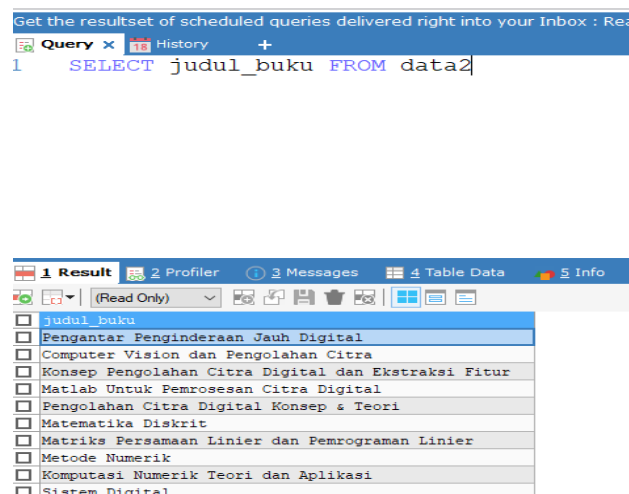 Get the resultset of scheduled queries delivered right into your Inbox : Rea
Query × 18 History +
1 SELECT judul_buku FROM data2
1 Result 2 Profiler 3 Messages 4 Table Data 5 Info
(Read Only)
judul_buku
Pengantar Penginderaan Jauh Digital
Computer Vision dan Pengolahan Citra
Konsep Pengolahan Citra Digital dan Ekstraksi Fitur
Matlab Untuk Pemrosesan Citra Digital
Pengolahan Citra Digital Konsep & Teori
Matematika Diskrit
Matriks Persamaan Linier dan Pemrograman Linier
Metode Numerik
Komputasi Numerik Teori dan Aplikasi
Sistem Digital